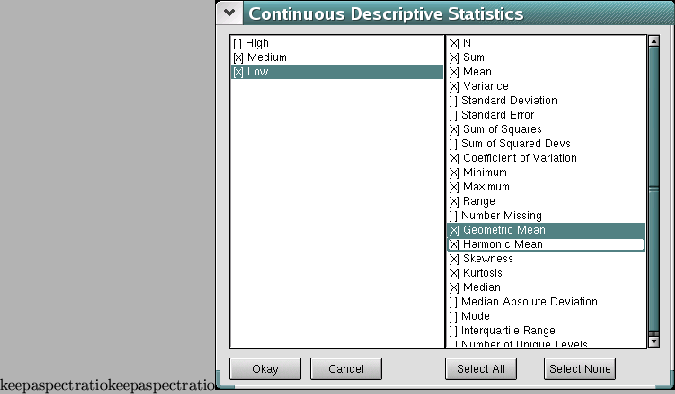 Continuous Descriptive Statistics
[ ] High
[x] Medium
[x] Low
[x] N
[x] Sum
[x] Mean
[x] Variance
[ ] Standard Deviation
[ ] Standard Error
[x] Sum of Squares
[ ] Sum of Squared Devs
[x] Coefficient of Variation
[x] Minimum
[x] Maximum
[x] Range
[ ] Number Missing
[x] Geometric Mean
[x] Harmonic Mean
[x] Skewness
[x] Kurtosis
[x] Median
[ ] Median Absolute Deviation
[ ] Mode
[ ] Interquartile Range
[ ] Number of Unique Levels
Okay Cancel Select All Select None
keepaspectratiokeepaspectratio